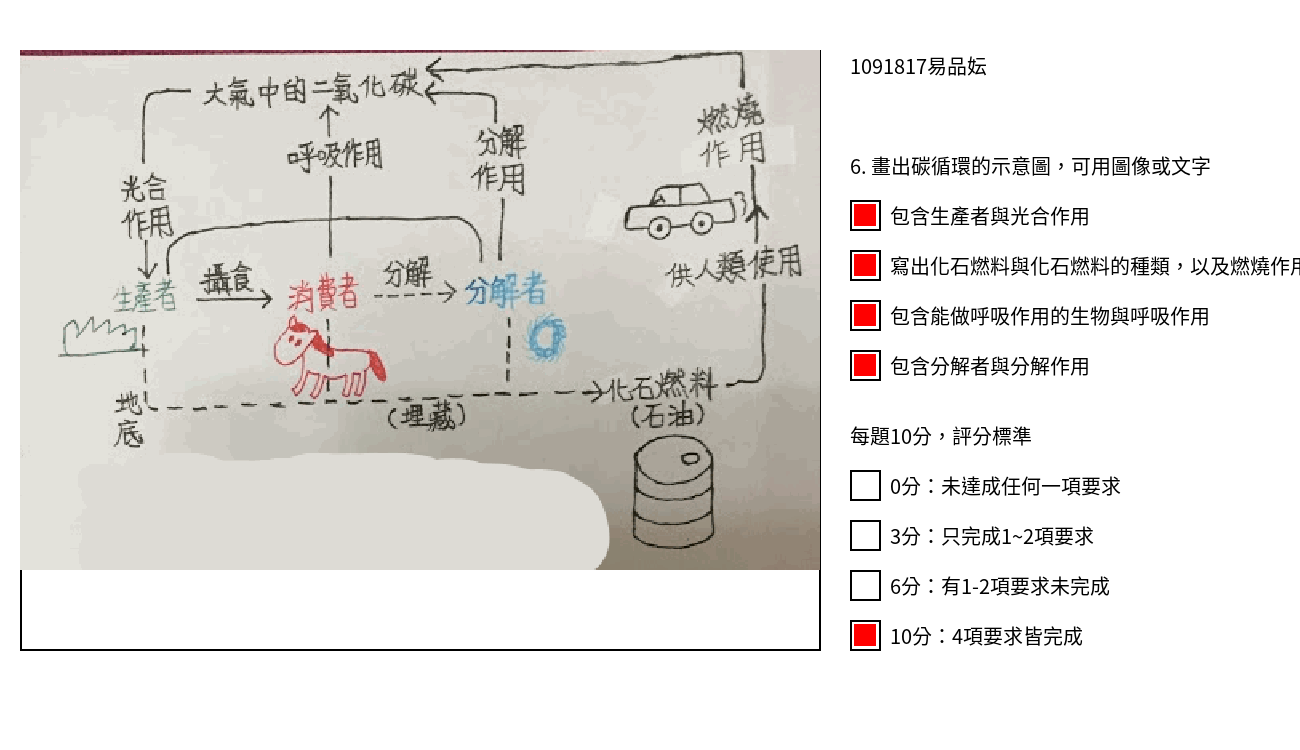 大氣中的二氧化碳
光合
作用
呼吸作用
分解
作用
燃燒
作用
生產者
攝食
消費者
分解
分解者
供人類使用
地
底
(埋藏)
化石燃料
(石油)
1091817易品妘
6. 畫出碳循環的示意圖，可用圖像或文字
包含生產者與光合作用
寫出化石燃料與化石燃料的種類，以及燃燒作用
包含能做呼吸作用的生物與呼吸作用
包含分解者與分解作用
每題10分，評分標準
0分：未達成任何一項要求
3分：只完成1~2項要求
6分：有1-2項要求未完成
10分：4項要求皆完成